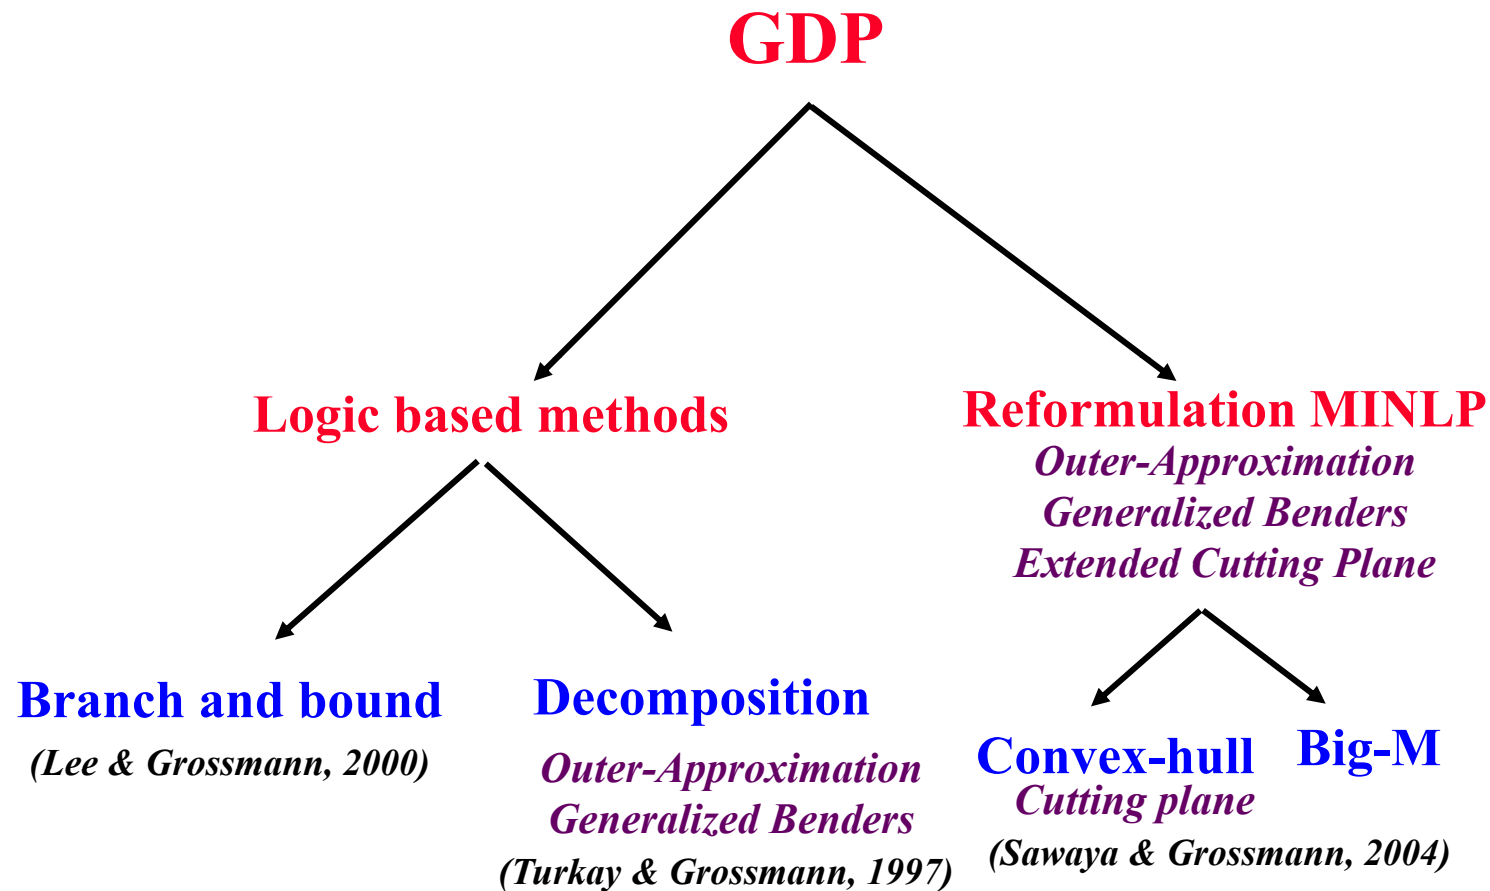 GDP
Logic based methods
Reformulation MINLP
Outer-Approximation
Generalized Benders
Extended Cutting Plane
Branch and bound
(Lee & Grossmann, 2000)
Decomposition
Outer-Approximation
Generalized Benders
(Turkay & Grossmann, 1997)
Convex-hull
Cutting plane
(Sawaya & Grossmann, 2004)
Big-M